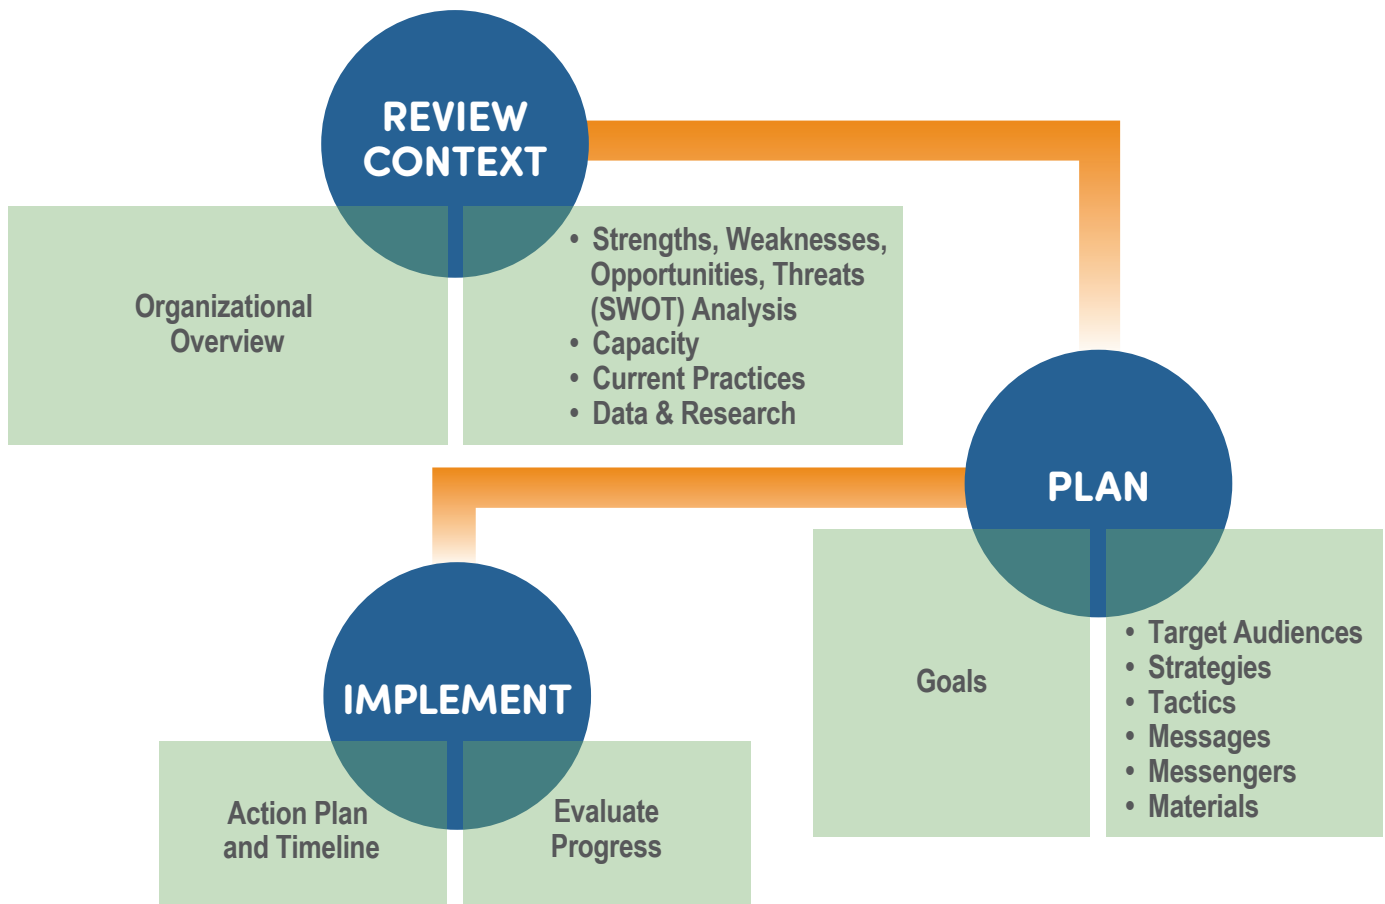 REVIEW
CONTEXT
Organizational
Overview
• Strengths, Weaknesses,
Opportunities, Threats
(SWOT) Analysis
• Capacity
• Current Practices
• Data & Research
PLAN
Goals
• Target Audiences
• Strategies
• Tactics
• Messages
• Messengers
• Materials
IMPLEMENT
Action Plan
and Timeline
Evaluate
Progress